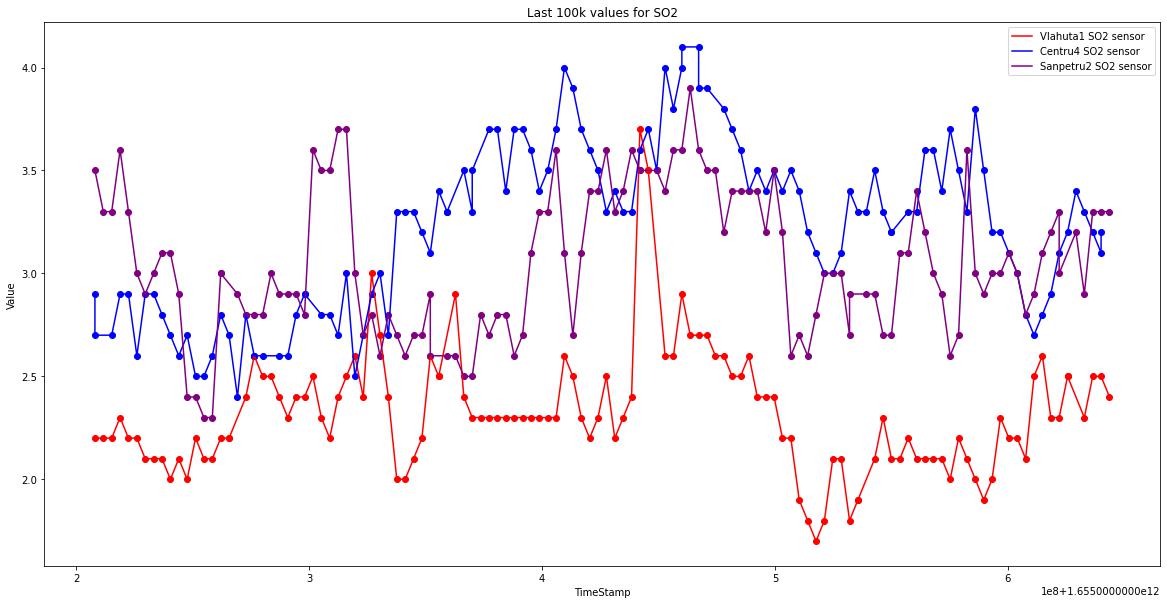 Last 100k values for SO2
Vlahuta1 SO2 sensor
Centru4 SO2 sensor
Sanpetru2 SO2 sensor
4.0
3.5
3.0
2.5
2.0
Value
2 3 4 5 6
TimeStamp
1e8+1.6550000000e12